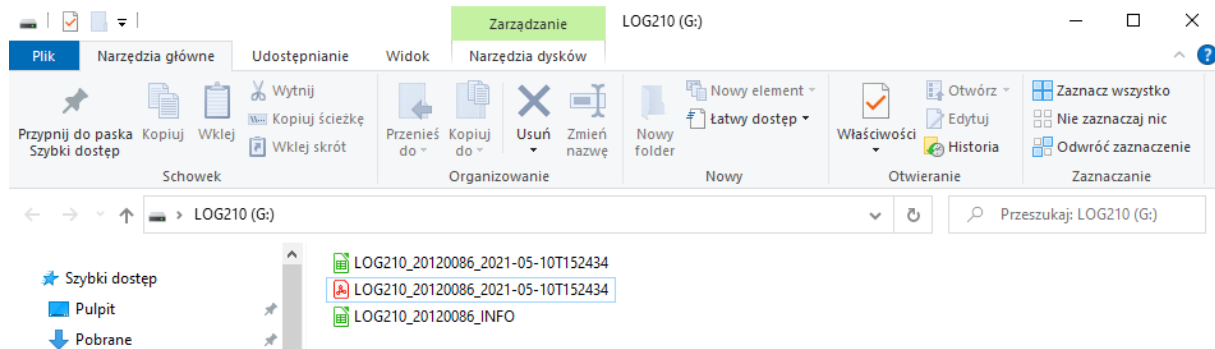 Zarządzanie
LOG210 (G:)
Plik
Narzędzia główne
Udostępnianie
Widok
Narzędzia dysków
?
Przypnij do paska
Szybki dostęp
Kopiuj
Wklej
Wytnij
Kopiuj ścieżkę
Wklej skrót
Schowek
Przenieś
do
Kopiuj
do
Usuń
Zmień
nazwę
Organizowanie
Nowy
folder
Nowy element
Łatwy dostęp
Nowy
Właściwości
Otwórz
Edytuj
Historia
Otwieranie
Zaznacz wszystko
Nie zaznaczaj nic
Odwróć zaznaczenie
Zaznaczanie
LOG210 (G:)
Przeszukaj: LOG210 (G:)
Szybki dostęp
Pulpit
Pobrane
LOG210_20120086_2021-05-10T152434
LOG210_20120086_2021-05-10T152434
LOG210_20120086_INFO